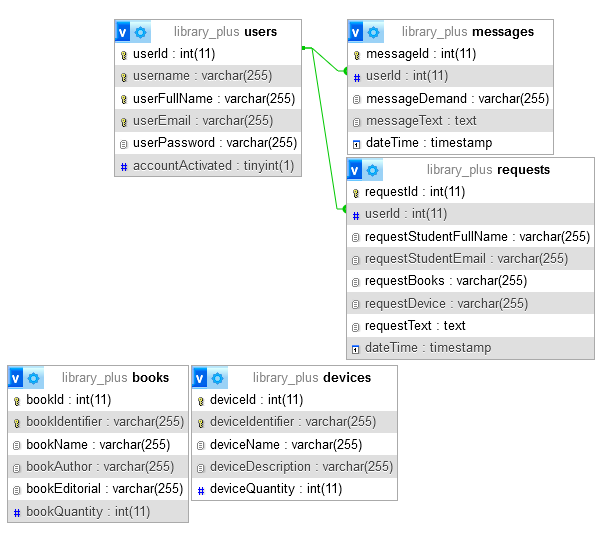 library_plus users
userId : int(11)
username : varchar(255)
userFullName : varchar(255)
userEmail : varchar(255)
userPassword : varchar(255)
accountActivated : tinyint(1)
library_plus messages
messageId : int(11)
userId : int(11)
messageDemand : varchar(255)
messageText : text
dateTime : timestamp
library_plus requests
requestId : int(11)
userId : int(11)
requestStudentFullName : varchar(255)
requestStudentEmail : varchar(255)
requestBooks : varchar(255)
requestDevice : varchar(255)
requestText : text
dateTime : timestamp
library_plus books
bookId : int(11)
bookIdentifier : varchar(255)
bookName : varchar(255)
bookAuthor : varchar(255)
bookEditorial : varchar(255)
bookQuantity : int(11)
library_plus devices
deviceId : int(11)
deviceIdentifier : varchar(255)
deviceName : varchar(255)
deviceDescription : varchar(255)
deviceQuantity : int(11)